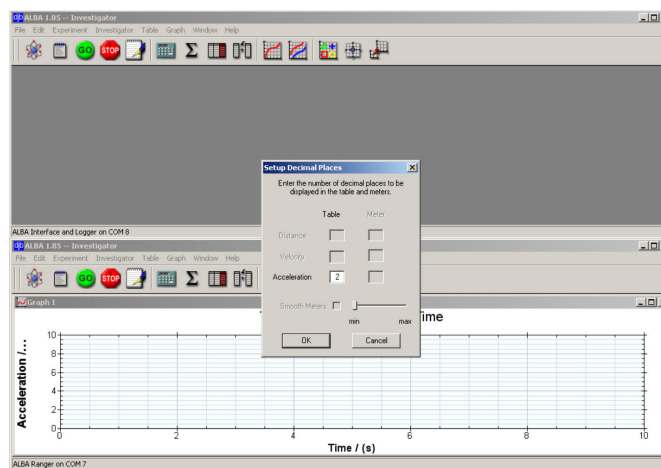 ALBA 1.85 -- Investigator
File Edit Experiment Investigator Table Graph Window Help
GO STOP
Setup Decimal Places
Enter the number of decimal places to be
displayed in the table and meters.
Table Meter
Distance
Velocity
Acceleration 2
Smooth Meters
min max
OK Cancel
ALBA Interface and Logger on COM 8
ALBA 1.85 -- Investigator
File Edit Experiment Investigator Table Graph Window Help
GO STOP
Graph 1
ime
Acceleration /...
10
8
6
4
2
0
0 2 4 6 8 10
Time / (s)
ALBA Ranger on COM 7